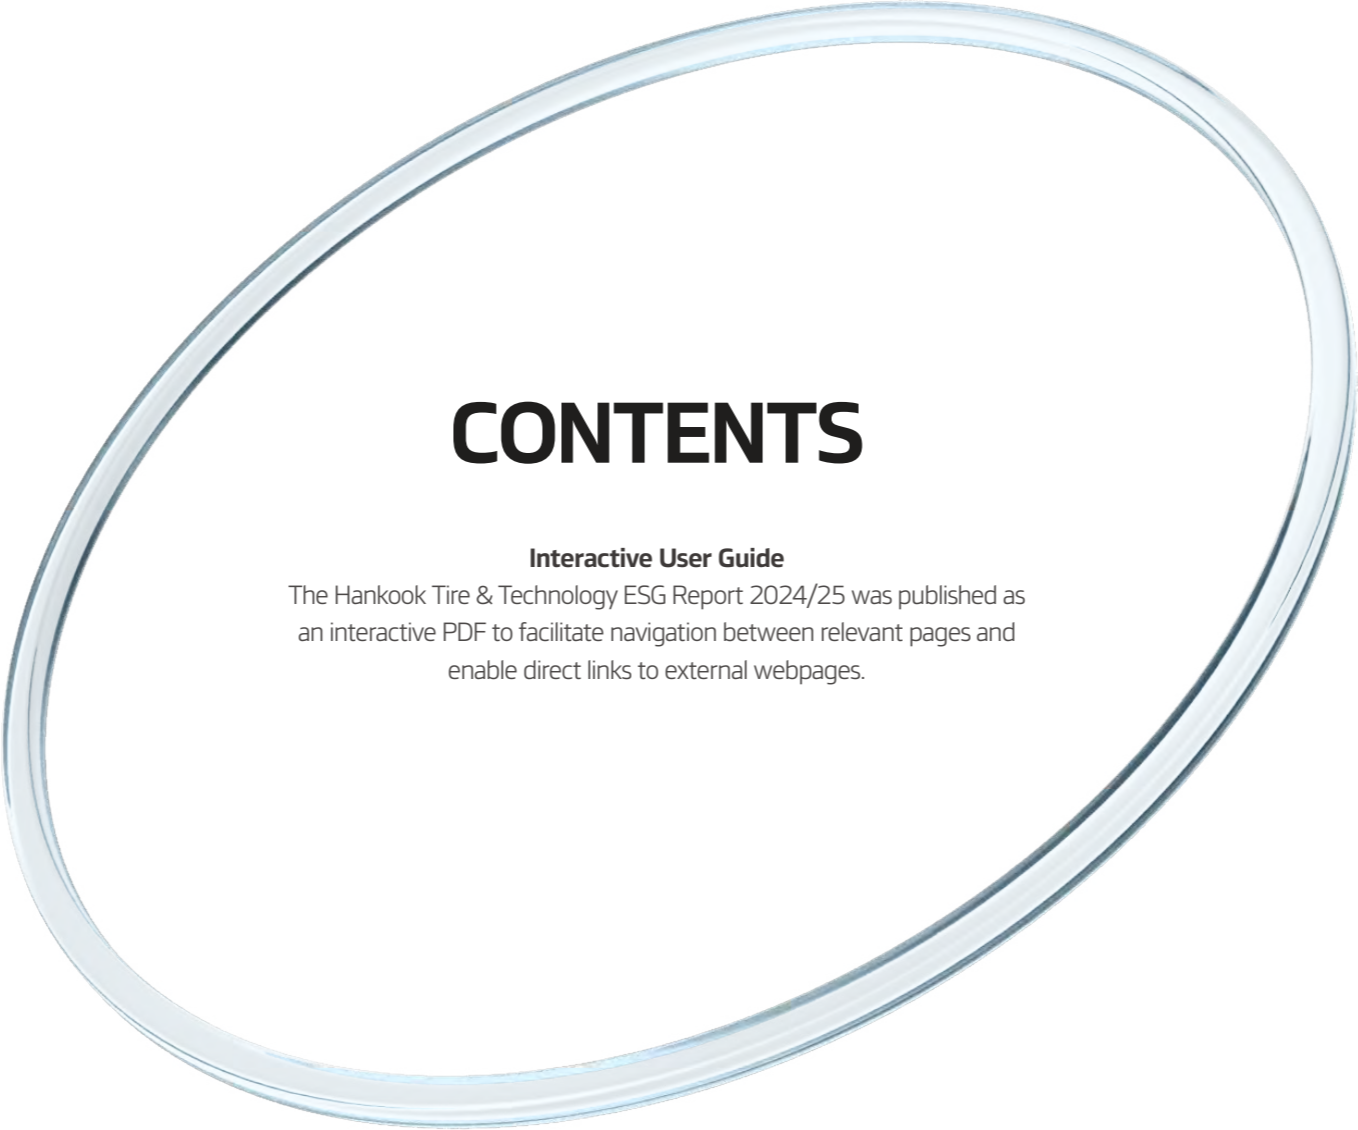 CONTENTS
Interactive User Guide
The Hankook Tire & Technology ESG Report 2024/25 was published as
an interactive PDF to facilitate navigation between relevant pages and
enable direct links to external webpages.